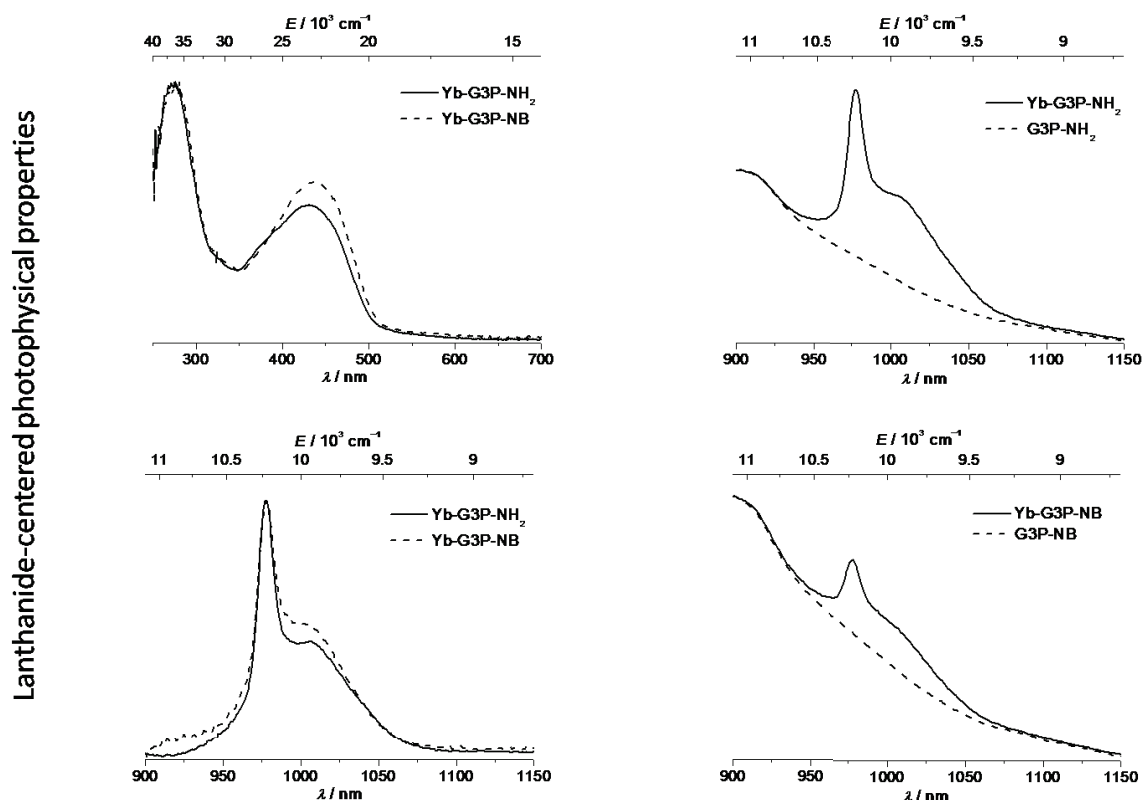 Lanthanide-centered photophysical properties
E / 10³ cm⁻¹
40 35 30 25 20 15
Yb-G3P-NH₂
Yb-G3P-NB
300 400 500 600 700
λ / nm
E / 10³ cm⁻¹
11 10.5 10 9.5 9
Yb-G3P-NH₂
G3P-NH₂
900 950 1000 1050 1100 1150
λ / nm
E / 10³ cm⁻¹
11 10.5 10 9.5 9
Yb-G3P-NH₂
Yb-G3P-NB
900 950 1000 1050 1100 1150
λ / nm
E / 10³ cm⁻¹
11 10.5 10 9.5 9
Yb-G3P-NB
G3P-NB
900 950 1000 1050 1100 1150
λ / nm